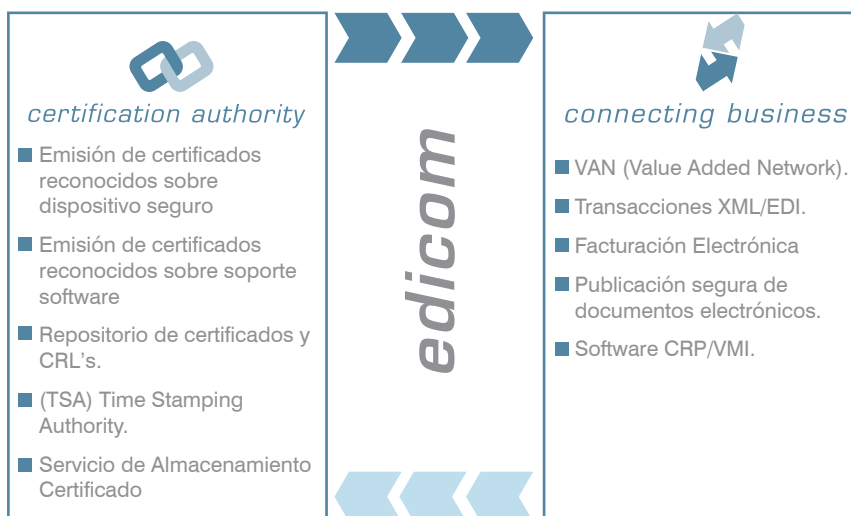 certification authority
Emisión de certificados
reconocidos sobre
dispositivo seguro
Emisión de certificados
reconocidos sobre soporte
software
Repositorio de certificados y
CRL's.
(TSA) Time Stamping
Authority.
Servicio de Almacenamiento
Certificado
edicom
connecting business
VAN (Value Added Network).
Transacciones XML/EDI.
Facturación Electrónica
Publicación segura de
documentos electrónicos.
Software CRP/VMI.